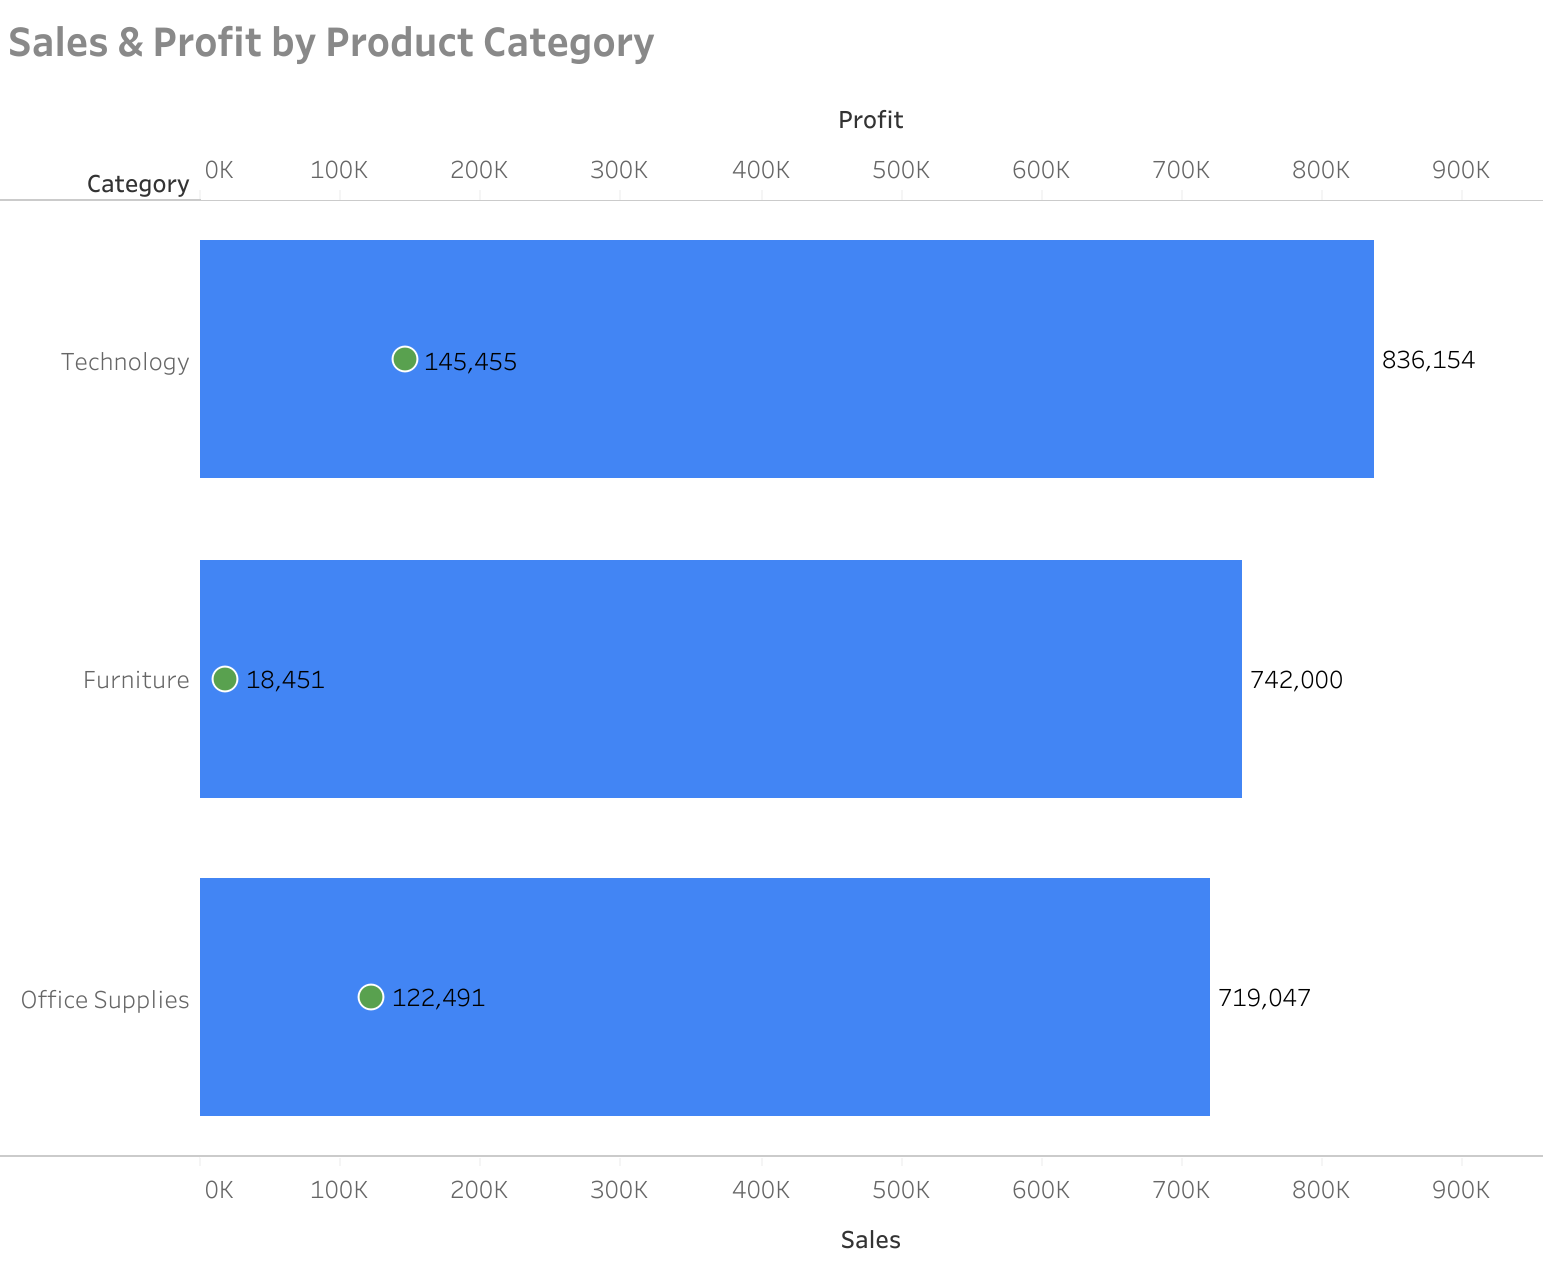 Sales & Profit by Product Category
Profit
0K 100K 200K 300K 400K 500K 600K 700K 800K 900K
Category
Technology 145,455 836,154
Furniture 18,451 742,000
Office Supplies 122,491 719,047
0K 100K 200K 300K 400K 500K 600K 700K 800K 900K
Sales